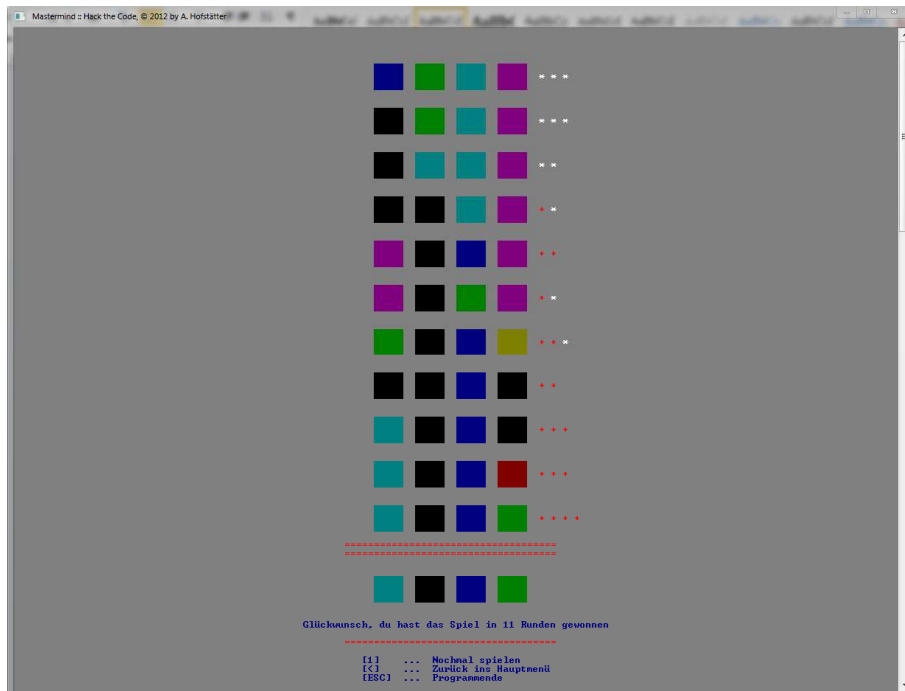 Mastermind :: Hack the Code, © 2012 by A. Hofstätter
* * *
* * *
* *
+ *
+ +
+ *
+ + *
+ +
+ + +
+ + +
+ + + +
===================================
===================================
Glückwunsch, du hast das Spiel in 11 Runden gewonnen
===================================
[1] ... Nochmal spielen
[<] ... Zurück ins Hauptmenü
[ESC] ... Programmende